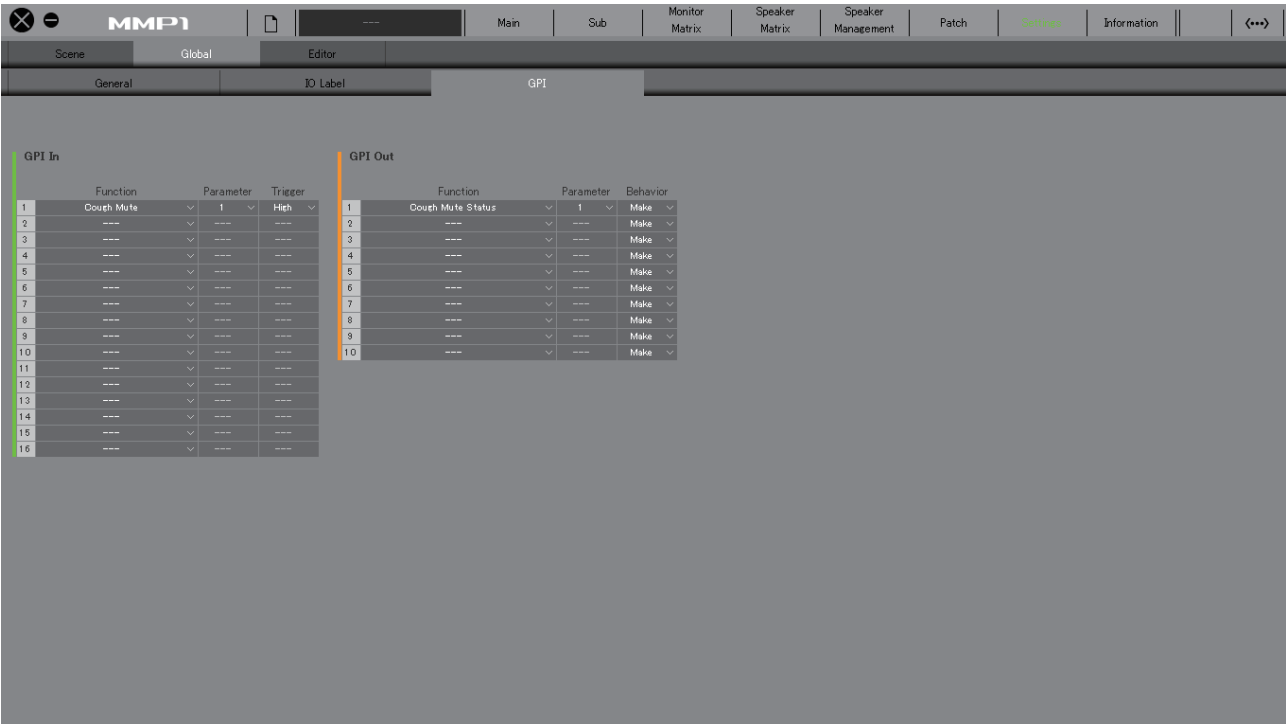 MMP1 --- Main Sub Monitor Matrix Speaker Matrix Speaker Management Patch Information
Scene Global Editor
General IO Label GPI
GPI In
Function Parameter Trigger
1 Cough Mute 1 High
2 --- --- ---
3 --- --- ---
4 --- --- ---
5 --- --- ---
6 --- --- ---
7 --- --- ---
8 --- --- ---
9 --- --- ---
10 --- --- ---
11 --- --- ---
12 --- --- ---
13 --- --- ---
14 --- --- ---
15 --- --- ---
16 --- --- ---
GPI Out
Function Parameter Behavior
1 Cough Mute Status 1 Make
2 --- --- Make
3 --- --- Make
4 --- --- Make
5 --- --- Make
6 --- --- Make
7 --- --- Make
8 --- --- Make
9 --- --- Make
10 --- --- Make